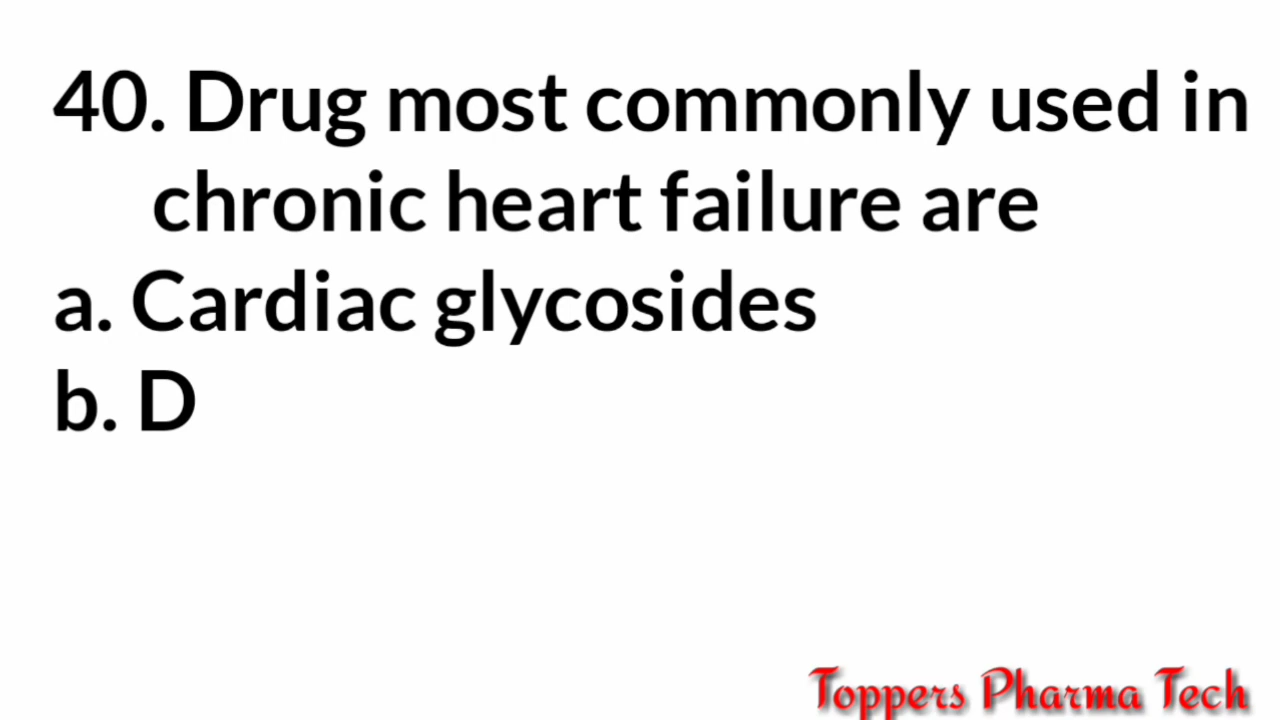 40. Drug most commonly used in
chronic heart failure are
a. Cardiac glycosides
b. D
Toppers Pharma Tech